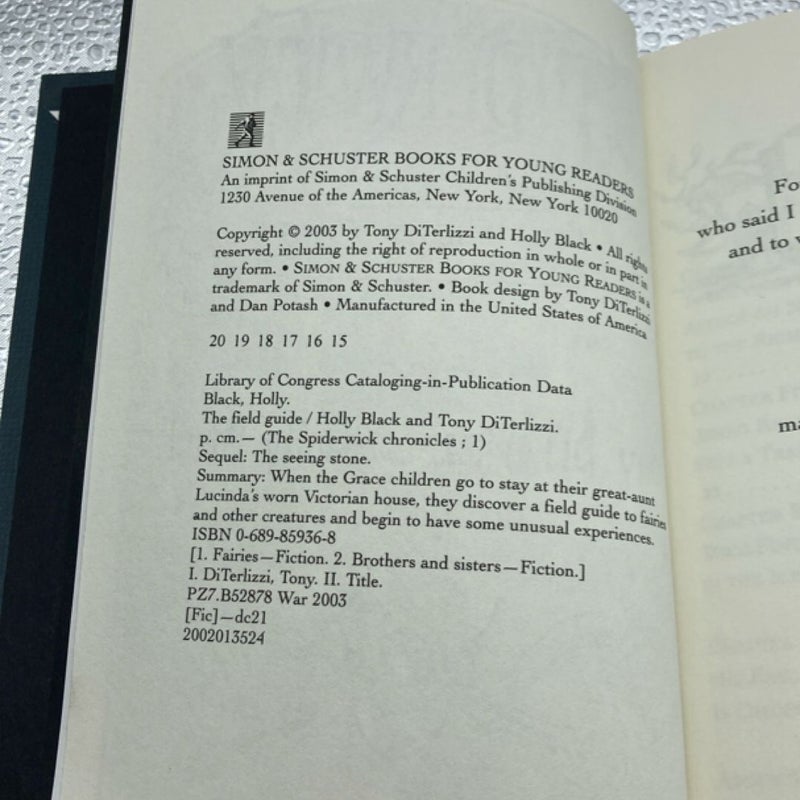 SIMON & SCHUSTER BOOKS FOR YOUNG READERS
An imprint of Simon & Schuster Children's Publishing Division
1230 Avenue of the Americas, New York, New York 10020
Copyright © 2003 by Tony DiTerlizzi and Holly Black • All rights
reserved, including the right of reproduction in whole or in part in
any form. • SIMON & SCHUSTER BOOKS FOR YOUNG READERS is a
trademark of Simon & Schuster. • Book design by Tony DiTerlizzi
and Dan Potash • Manufactured in the United States of America
20 19 18 17 16 15
Library of Congress Cataloging-in-Publication Data
Black, Holly.
The field guide / Holly Black and Tony DiTerlizzi.
p. cm.— (The Spiderwick chronicles ; 1)
Sequel: The seeing stone.
Summary: When the Grace children go to stay at their great-aunt
Lucinda's worn Victorian house, they discover a field guide to fairies
and other creatures and begin to have some unusual experiences.
ISBN 0-689-85936-8
[1. Fairies—Fiction. 2. Brothers and sisters—Fiction.]
I. DiTerlizzi, Tony. II. Title.
PZ7.B52878 War 2003
[Fic]—dc21
2002013524
who said I
and to